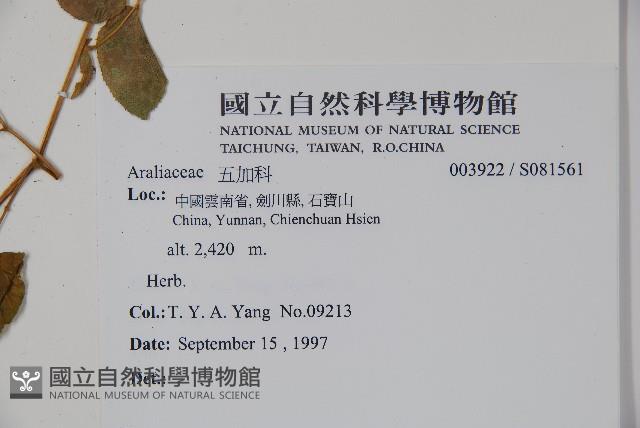 國立自然科學博物館
NATIONAL MUSEUM OF NATURAL SCIENCE
TAICHUNG, TAIWAN, R.O.CHINA
Araliaceae 五加科 003922 / S081561
Loc.: 中國雲南省, 劍川縣, 石寶山
China, Yunnan, Chienchuan Hsien
alt. 2,420 m.
Herb.
Col.: T. Y. A. Yang No.09213
Date: September 15 , 1997
Det.:
國立自然科學博物館
NATIONAL MUSEUM OF NATURAL SCIENCE